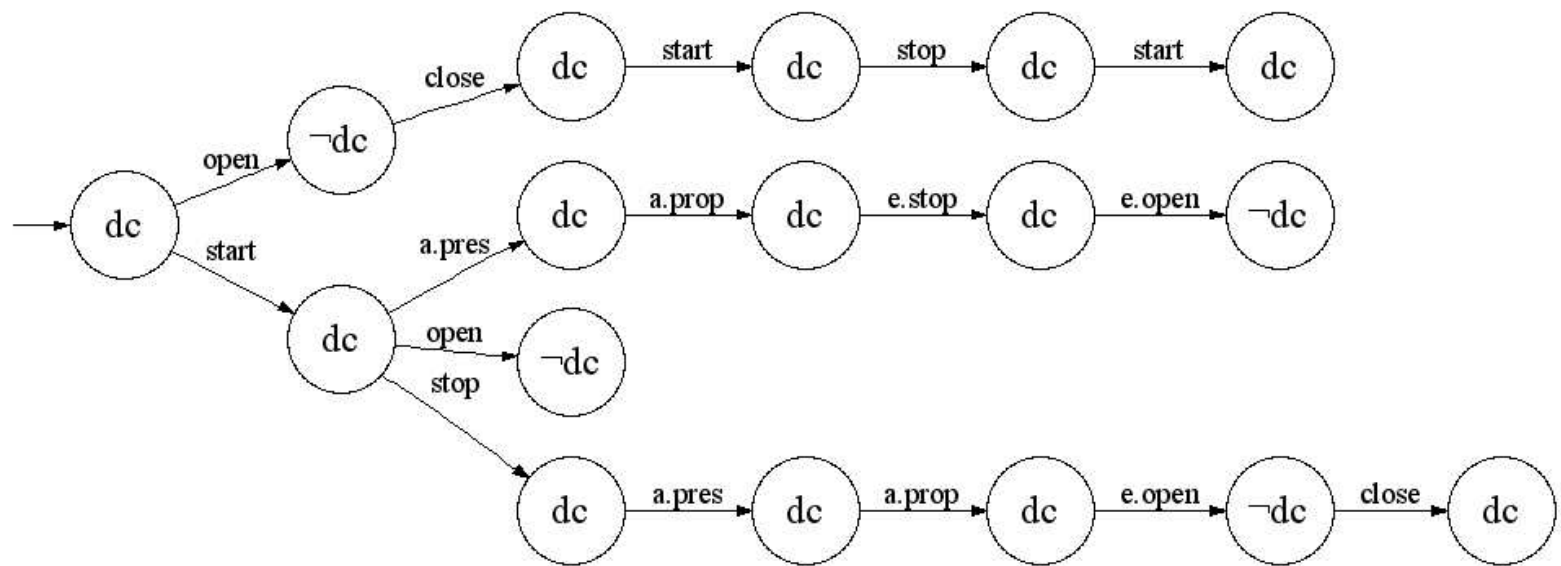 dc start dc stop dc start dc
close
¬dc
open
dc a.prop dc e.stop dc e.open ¬dc
dc
start
a.pres
dc
open
¬dc
stop
dc a.pres dc a.prop dc e.open ¬dc close dc